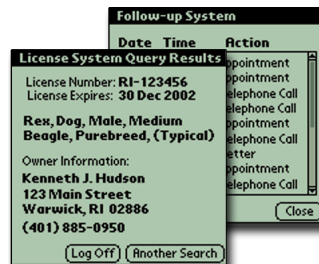 Follow-up System
Date Time Action
License System Query Results
License Number: RI-123456
License Expires: 30 Dec 2002
Rex, Dog, Male, Medium
Beagle, Purebreed, (Typical)
Owner Information:
Kenneth J. Hudson
123 Main Street
Warwick, RI 02886
(401) 885-0950
Log Off Another Search
ppointment
ppointment
elephone Call
elephone Call
ppointment
elephone Call
etter
ppointment
elephone Call
Close